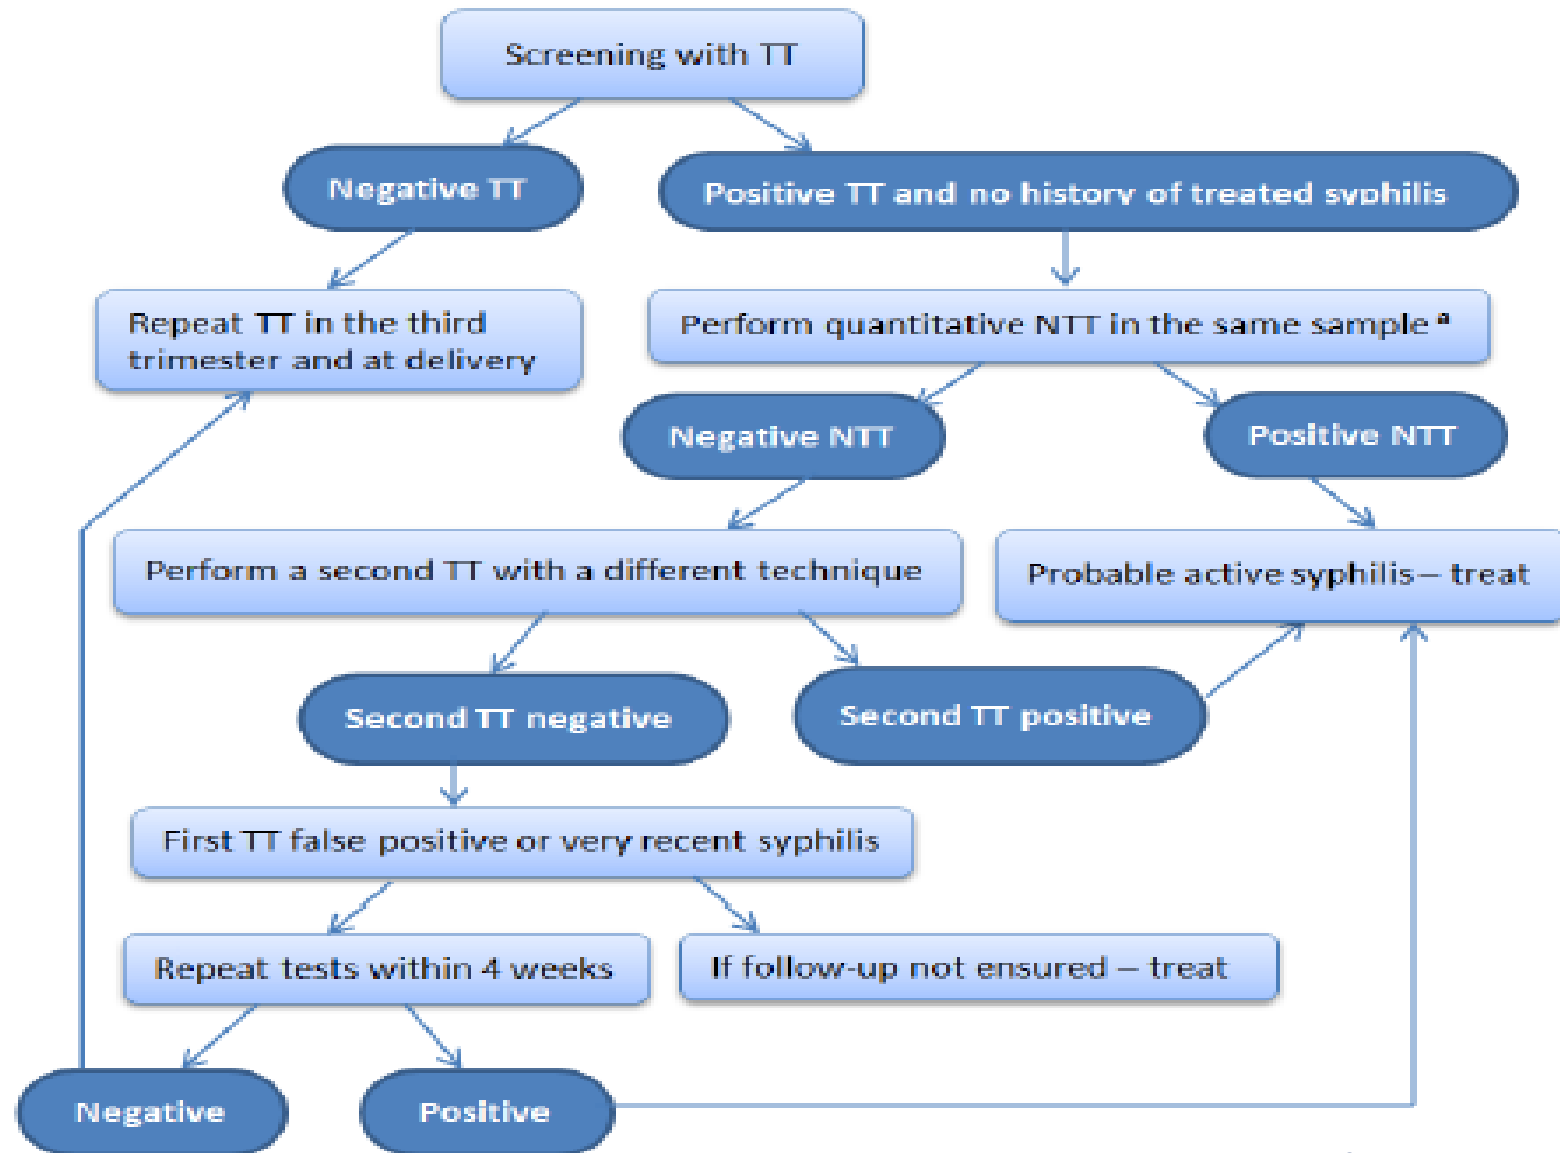 Screening with TT
Negative TT
Positive TT and no history of treated syphilis
Repeat TT in the third
trimester and at delivery
Perform quantitative NTT in the same sample ª
Negative NTT
Positive NTT
Perform a second TT with a different technique
Probable active syphilis– treat
Second TT negative
Second TT positive
First TT false positive or very recent syphilis
Repeat tests within 4 weeks
If follow-up not ensured – treat
Negative
Positive